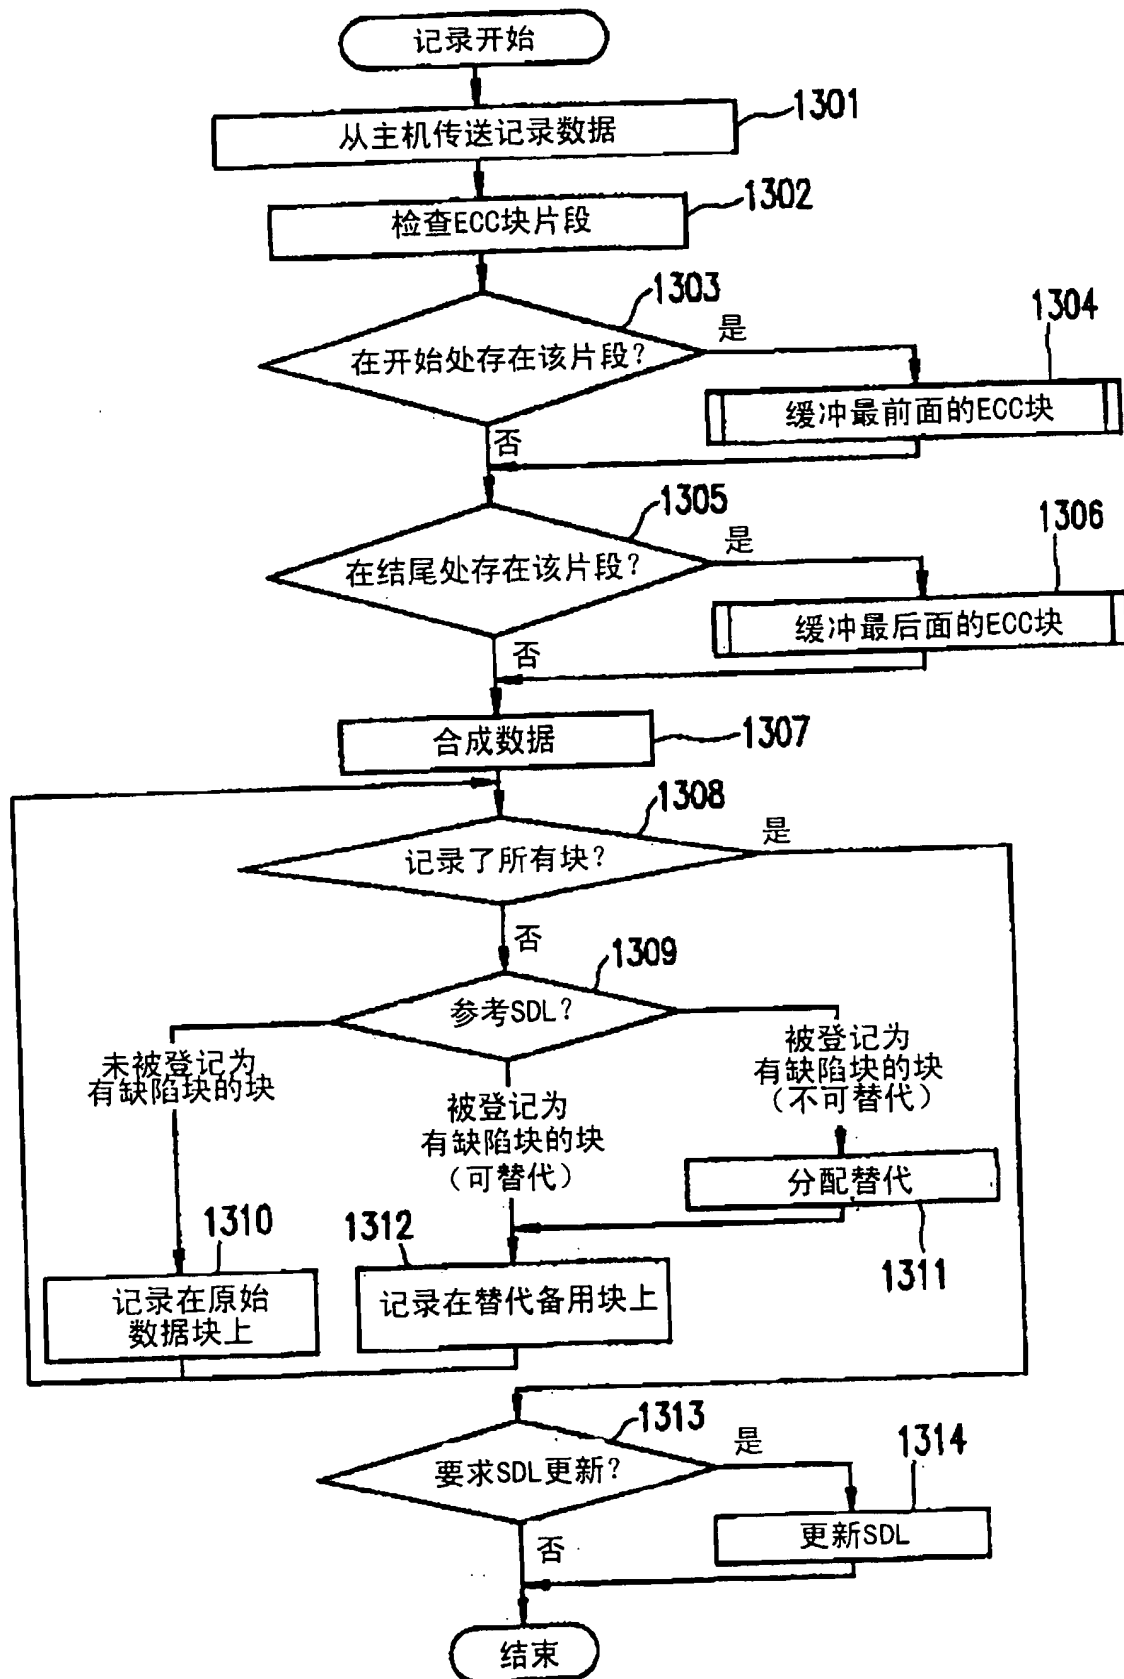 记录开始
1301
从主机传送记录数据
1302
检查ECC块片段
1303
在开始处存在该片段？
是
1304
缓冲最前面的ECC块
否
1305
在结尾处存在该片段？
是
1306
缓冲最后面的ECC块
否
合成数据
1307
1308
记录了所有块？
是
否
1309
参考SDL？
未被登记为
有缺陷块的块
被登记为
有缺陷块的块
（可替代）
被登记为
有缺陷块的块
（不可替代）
分配替代
1311
1310
记录在原始
数据块上
1312
记录在替代备用块上
1313
要求SDL更新？
是
1314
更新SDL
否
结束